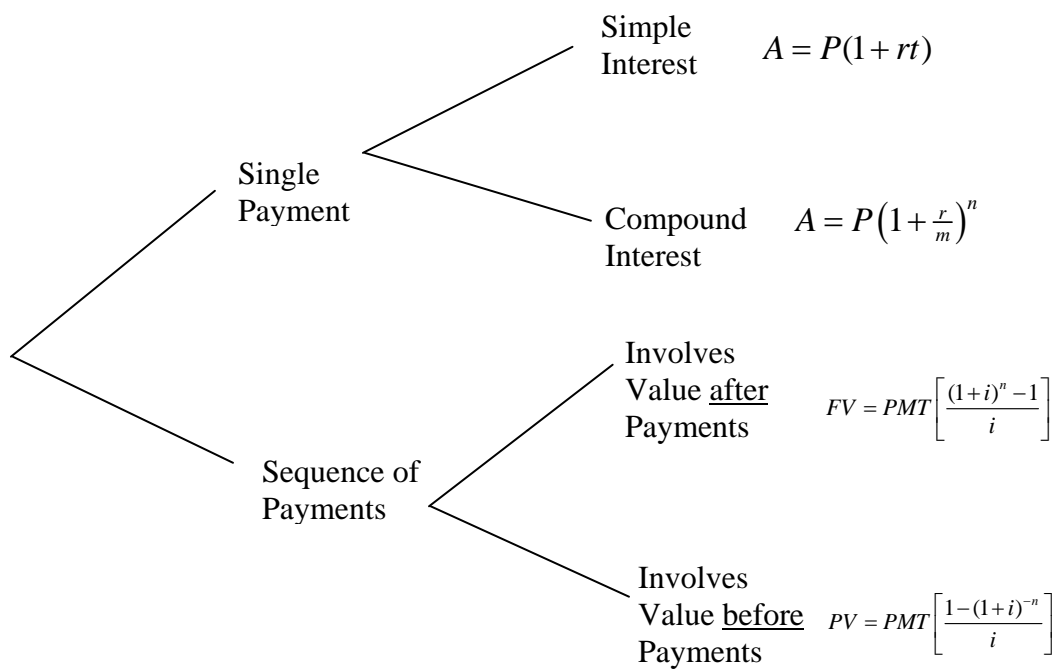 Simple
Interest
A = P(1 + rt)
Single
Payment
Compound
Interest
A = P(1 + r/m)^n
Involves
Value after
Payments
FV = PMT[((1+i)^n − 1)/i]
Sequence of
Payments
Involves
Value before
Payments
PV = PMT[(1−(1+i)^−n)/i]